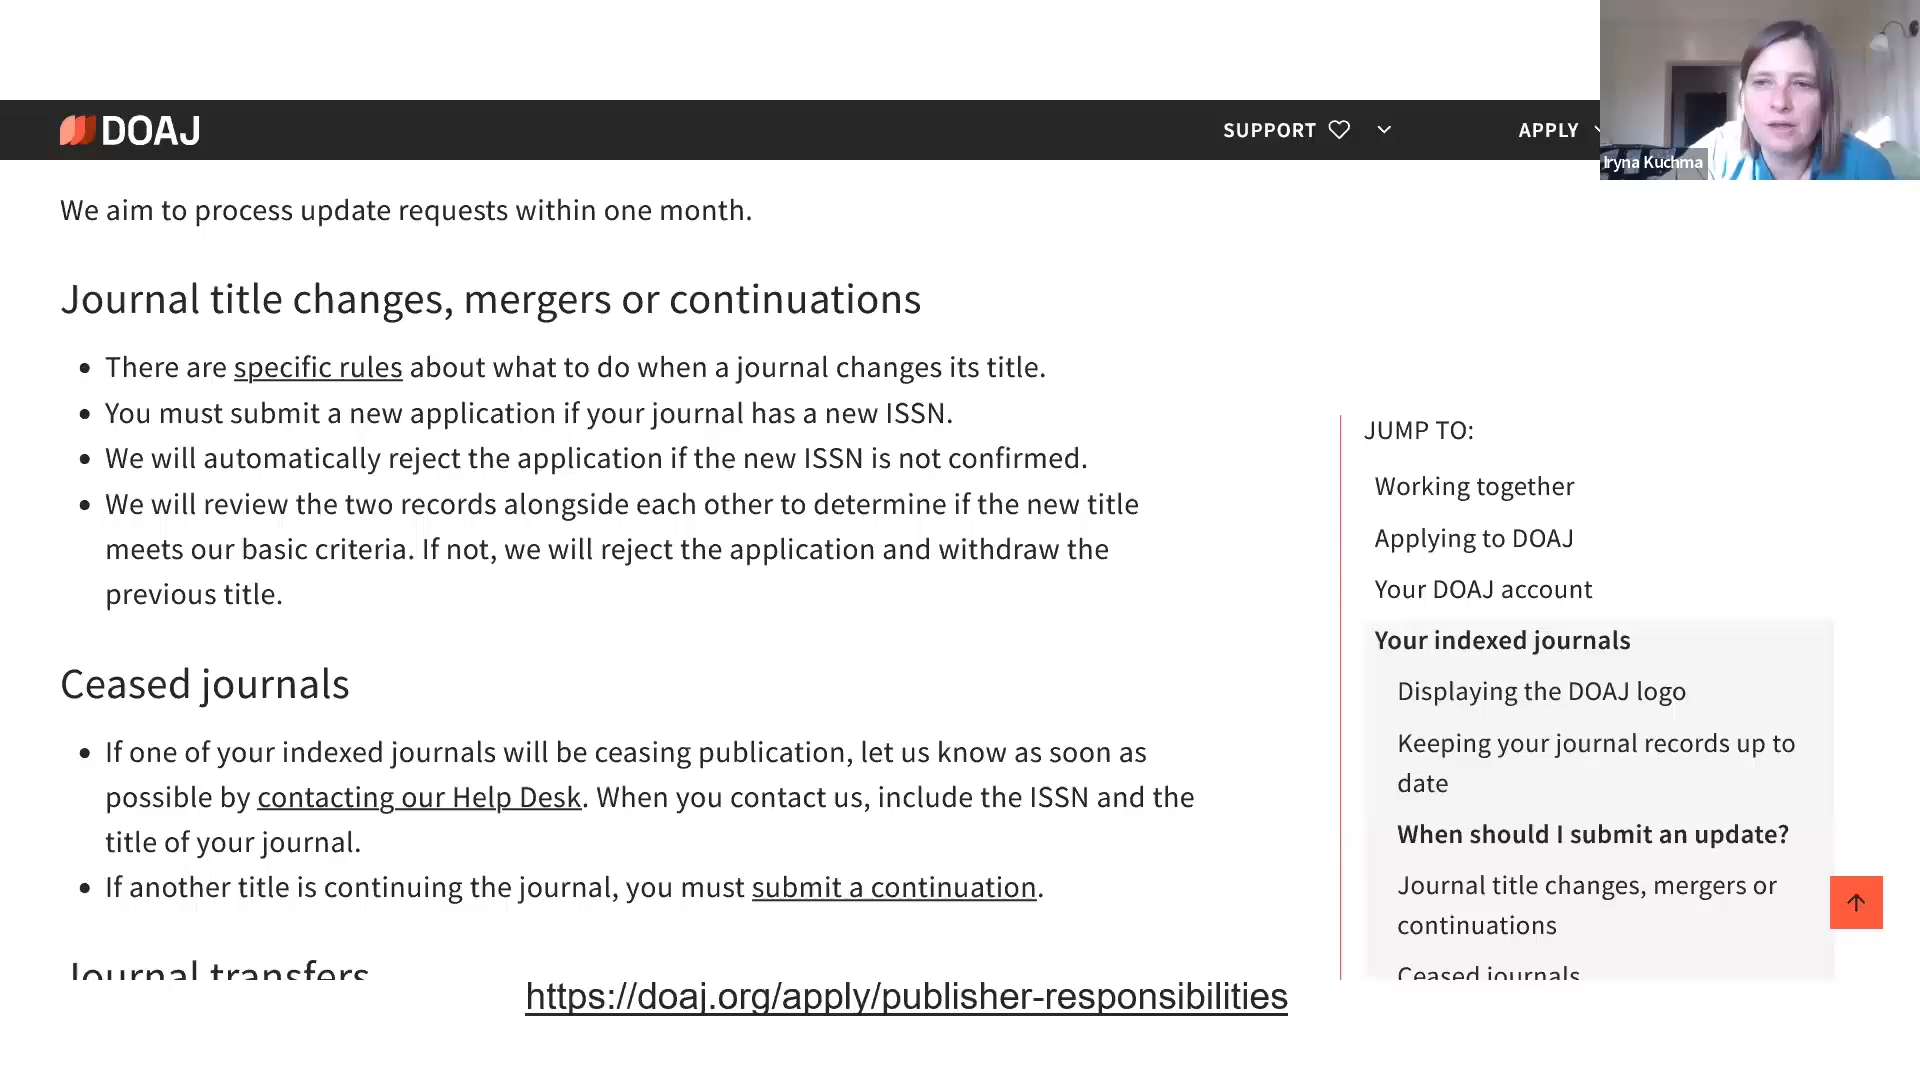 DOAJ
SUPPORT
APPLY
Iryna Kuchma
We aim to process update requests within one month.
Journal title changes, mergers or continuations
• There are specific rules about what to do when a journal changes its title.
• You must submit a new application if your journal has a new ISSN.
• We will automatically reject the application if the new ISSN is not confirmed.
• We will review the two records alongside each other to determine if the new title
meets our basic criteria. If not, we will reject the application and withdraw the
previous title.
Ceased journals
• If one of your indexed journals will be ceasing publication, let us know as soon as
possible by contacting our Help Desk. When you contact us, include the ISSN and the
title of your journal.
• If another title is continuing the journal, you must submit a continuation.
Journal transfers
JUMP TO:
Working together
Applying to DOAJ
Your DOAJ account
Your indexed journals
Displaying the DOAJ logo
Keeping your journal records up to
date
When should I submit an update?
Journal title changes, mergers or
continuations
Ceased journals
https://doaj.org/apply/publisher-responsibilities